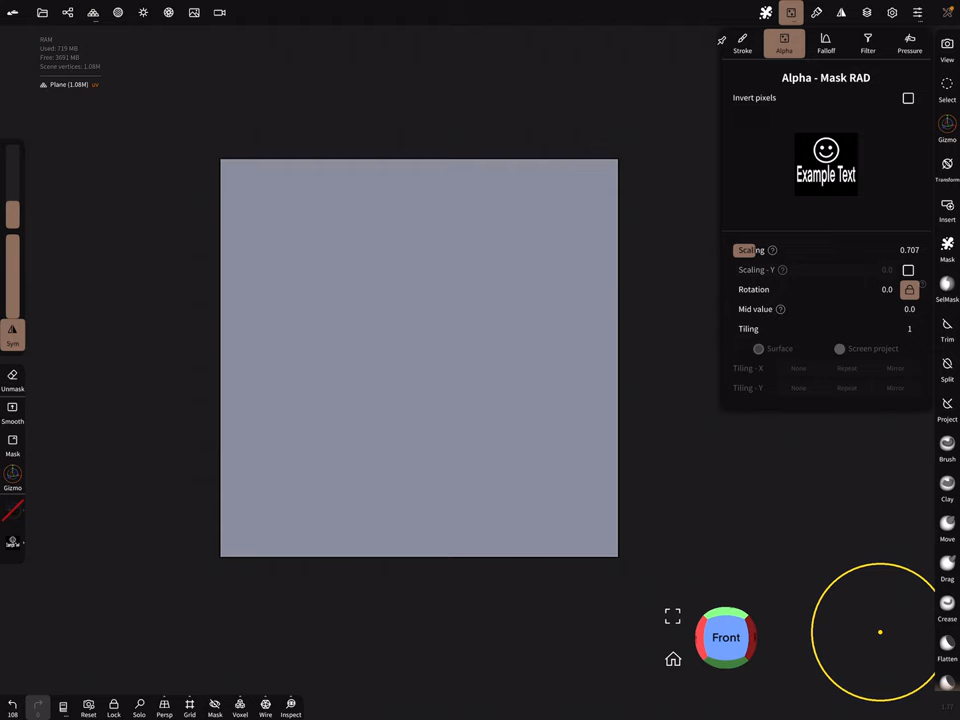 RAM
Used: 719 MB
Free: 3691 MB
Scene vertices: 1.08M
Plane (1.08M) uv
Stroke
Alpha
Falloff
Filter
Pressure
Alpha - Mask RAD
Invert pixels
Example Text
Scaling ? 0.707
Scaling - Y ? 0.0
Rotation 0.0
Mid value ? 0.0
Tiling 1
Surface Screen project
Tiling - X None Repeat Mirror
Tiling - Y None Repeat Mirror
Sym
Unmask
Smooth
Mask
Gizmo
View
Select
Gizmo
Transform
Insert
Mask
SelMask
Trim
Split
Project
Brush
Clay
Move
Drag
Crease
Flatten
Front
108
0
...
Reset
Lock
Solo
Persp
Grid
Mask
Voxel
Wire
Inspect
1.77